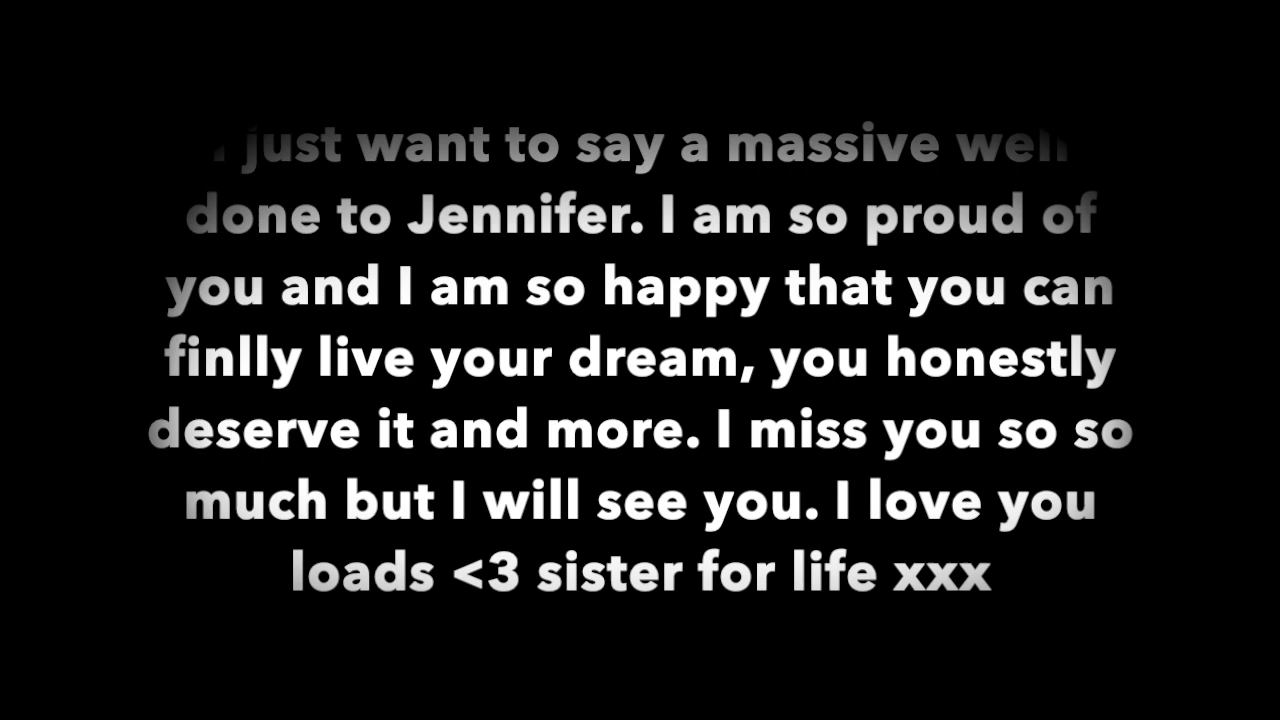 I just want to say a massive well
done to Jennifer. I am so proud of
you and I am so happy that you can
finlly live your dream, you honestly
deserve it and more. I miss you so so
much but I will see you. I love you
loads <3 sister for life xxx